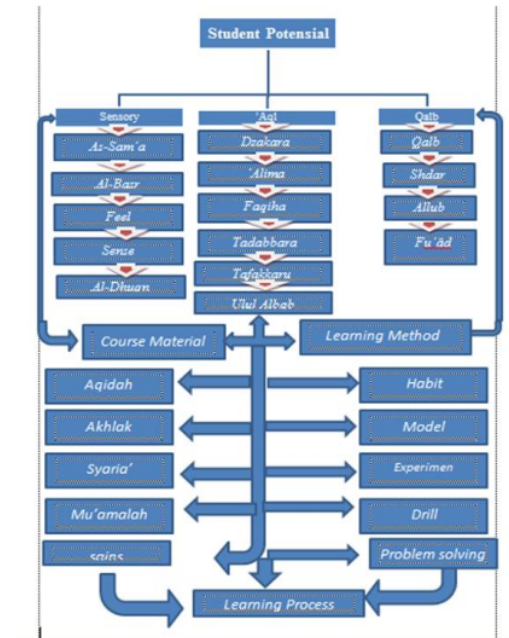 Student Potensial
Sensory
'Aql
Qalb
As-Sam'a
Al-Basr
Feel
Sense
Al-Dhuan
Dzakara
'Alima
Faqiha
Tadabbara
Tafakkaru
Ulul Albab
Qalb
Shdar
Allub
Fu'ād
Course Material
Learning Method
Aqidah
Habit
Akhlak
Model
Syaria'
Experimen
Mu'amalah
Drill
sains
Problem solving
Learning Process